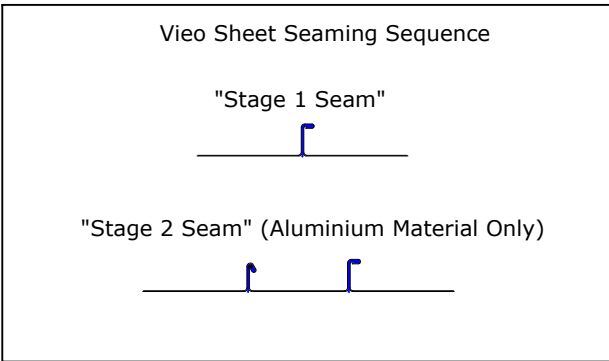 Vieo Sheet Seaming Sequence
"Stage 1 Seam"
"Stage 2 Seam" (Aluminium Material Only)